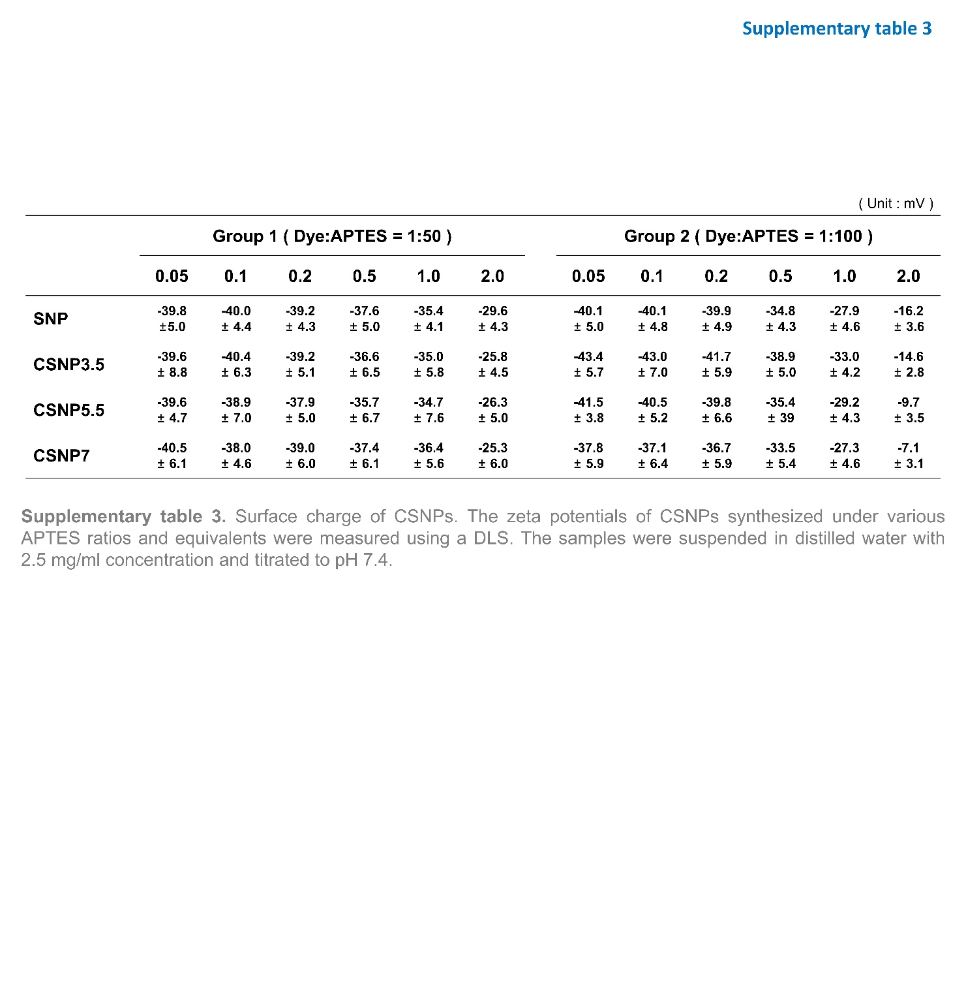 Supplementary table 3
( Unit : mV )
Group 1 ( Dye:APTES = 1:50 ) Group 2 ( Dye:APTES = 1:100 )
0.05 0.1 0.2 0.5 1.0 2.0 0.05 0.1 0.2 0.5 1.0 2.0
SNP
-39.8 -40.0 -39.2 -37.6 -35.4 -29.6 -40.1 -40.1 -39.9 -34.8 -27.9 -16.2
±5.0 ± 4.4 ± 4.3 ± 5.0 ± 4.1 ± 4.3 ± 5.0 ± 4.8 ± 4.9 ± 4.3 ± 4.6 ± 3.6
CSNP3.5
-39.6 -40.4 -39.2 -36.6 -35.0 -25.8 -43.4 -43.0 -41.7 -38.9 -33.0 -14.6
± 8.8 ± 6.3 ± 5.1 ± 6.5 ± 5.8 ± 4.5 ± 5.7 ± 7.0 ± 5.9 ± 5.0 ± 4.2 ± 2.8
CSNP5.5
-39.6 -38.9 -37.9 -35.7 -34.7 -26.3 -41.5 -40.5 -39.8 -35.4 -29.2 -9.7
± 4.7 ± 7.0 ± 5.0 ± 6.7 ± 7.6 ± 5.0 ± 3.8 ± 5.2 ± 6.6 ± 39 ± 4.3 ± 3.5
CSNP7
-40.5 -38.0 -39.0 -37.4 -36.4 -25.3 -37.8 -37.1 -36.7 -33.5 -27.3 -7.1
± 6.1 ± 4.6 ± 6.0 ± 6.1 ± 5.6 ± 6.0 ± 5.9 ± 6.4 ± 5.9 ± 5.4 ± 4.6 ± 3.1
Supplementary table 3. Surface charge of CSNPs. The zeta potentials of CSNPs synthesized under various
APTES ratios and equivalents were measured using a DLS. The samples were suspended in distilled water with
2.5 mg/ml concentration and titrated to pH 7.4.